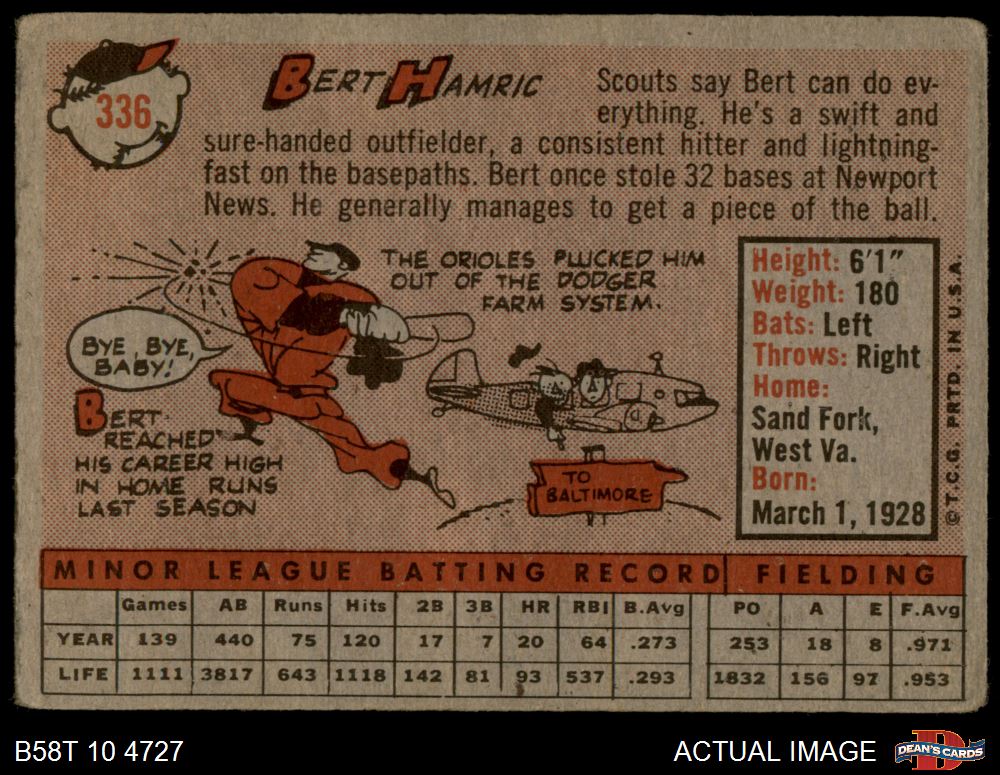 336
BERT HAMRIC
Scouts say Bert can do ev-
erything. He's a swift and
sure-handed outfielder, a consistent hitter and lightning-
fast on the basepaths. Bert once stole 32 bases at Newport
News. He generally manages to get a piece of the ball.
THE ORIOLES PLUCKED HIM
OUT OF THE DODGER
FARM SYSTEM.
BYE, BYE,
BABY!
BERT
REACHED
HIS CAREER HIGH
IN HOME RUNS
LAST SEASON
TO
BALTIMORE
Height: 6'1"
Weight: 180
Bats: Left
Throws: Right
Home:
Sand Fork,
West Va.
Born:
March 1, 1928
© T.C.G. PRTD. IN U.S.A.
MINOR LEAGUE BATTING RECORD FIELDING
Games AB Runs Hits 2B 3B HR RBI B.Avg PO A E F.Avg
YEAR 139 440 75 120 17 7 20 64 .273 253 18 8 .971
LIFE 1111 3817 643 1118 142 81 93 537 .293 1832 156 97 .953
B58T 10 4727
ACTUAL IMAGE
DEAN'S CARDS